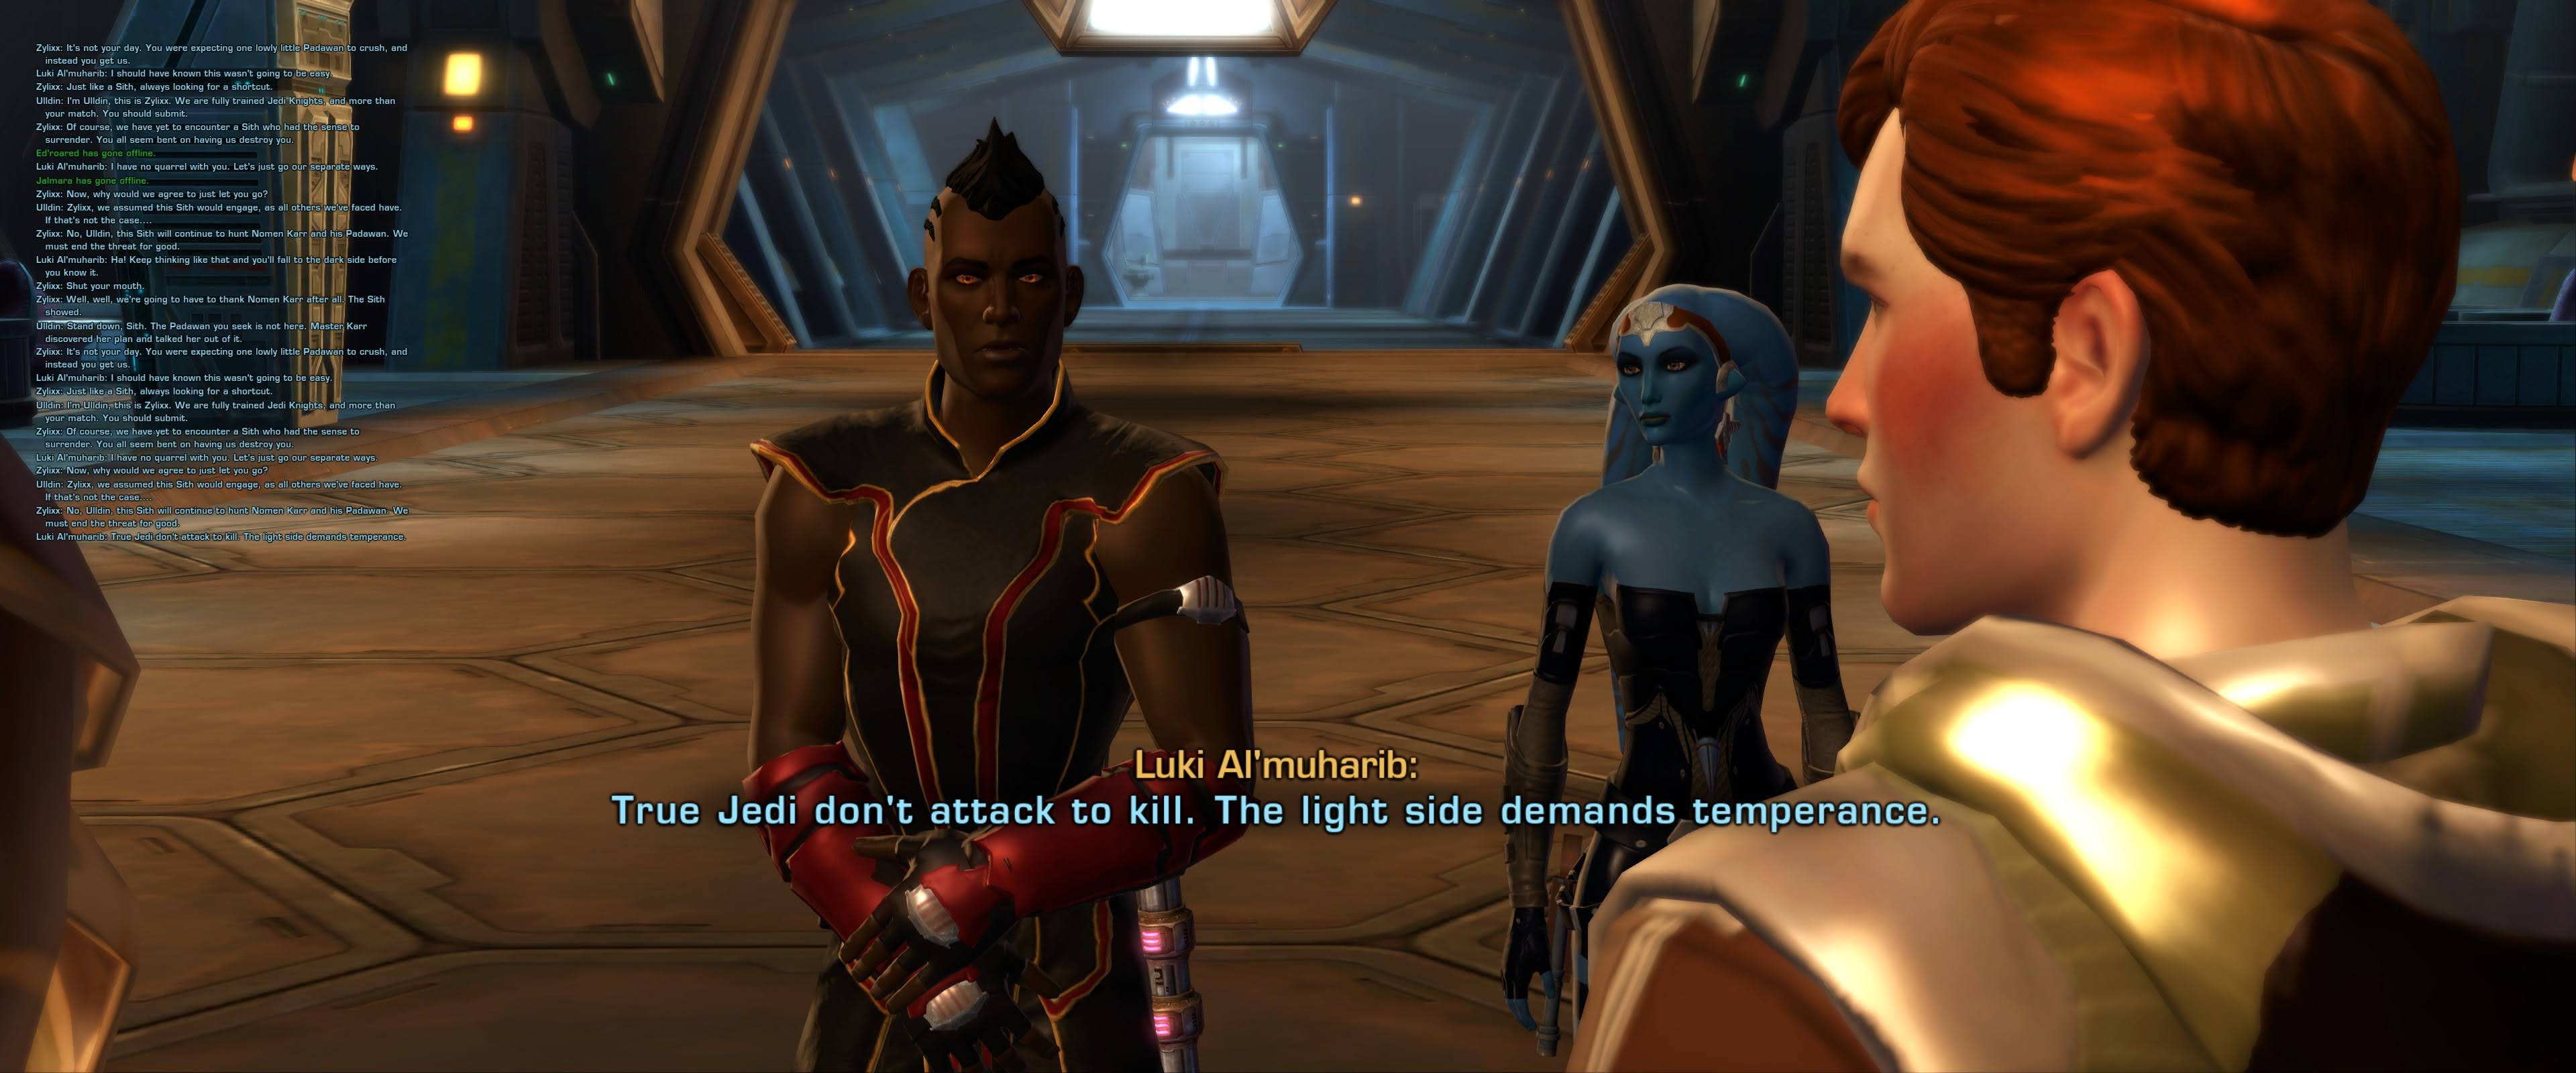 Zylixx: It's not your day. You were expecting one lowly little Padawan to crush, and
instead you get us.
Luki Al'muharib: I should have known this wasn't going to be easy.
Zylixx: Just like a Sith, always looking for a shortcut.
Ulldin: I'm Ulldin, this is Zylixx. We are fully trained Jedi Knights, and more than
your match. You should submit.
Zylixx: Of course, we have yet to encounter a Sith who had the sense to
surrender. You all seem bent on having us destroy you.
Ed'roared has gone offline.
Luki Al'muharib: I have no quarrel with you. Let's just go our separate ways.
Jalmara has gone offline.
Zylixx: Now, why would we agree to just let you go?
Ulldin: Zylixx, we assumed this Sith would engage, as all others we've faced have.
If that's not the case....
Zylixx: No, Ulldin, this Sith will continue to hunt Nomen Karr and his Padawan. We
must end the threat for good.
Luki Al'muharib: Ha! Keep thinking like that and you'll fall to the dark side before
you know it.
Zylixx: Shut your mouth.
Zylixx: Well, well, we're going to have to thank Nomen Karr after all. The Sith
showed.
Ulldin: Stand down, Sith. The Padawan you seek is not here. Master Karr
discovered her plan and talked her out of it.
Zylixx: It's not your day. You were expecting one lowly little Padawan to crush, and
instead you get us.
Luki Al'muharib: I should have known this wasn't going to be easy.
Zylixx: Just like a Sith, always looking for a shortcut.
Ulldin: I'm Ulldin, this is Zylixx. We are fully trained Jedi Knights, and more than
your match. You should submit.
Zylixx: Of course, we have yet to encounter a Sith who had the sense to
surrender. You all seem bent on having us destroy you.
Luki Al'muharib: I have no quarrel with you. Let's just go our separate ways.
Zylixx: Now, why would we agree to just let you go?
Ulldin: Zylixx, we assumed this Sith would engage, as all others we've faced have.
If that's not the case....
Zylixx: No, Ulldin, this Sith will continue to hunt Nomen Karr and his Padawan. We
must end the threat for good.
Luki Al'muharib: True Jedi don't attack to kill. The light side demands temperance.
Luki Al'muharib:
True Jedi don't attack to kill. The light side demands temperance.